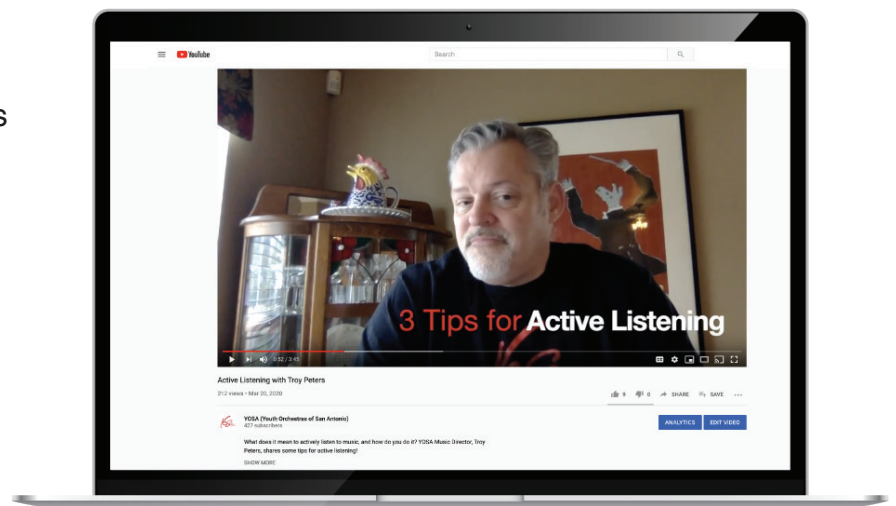 s
YouTube
Search
3 Tips for Active Listening
0:52 / 3:45
Active Listening with Troy Peters
212 views • Mar 20, 2020
9
0
SHARE
SAVE
YOSA (Youth Orchestras of San Antonio)
427 subscribers
ANALYTICS
EDIT VIDEO
What does it mean to actively listen to music, and how do you do it? YOSA Music Director, Troy
Peters, shares some tips for active listening!
SHOW MORE